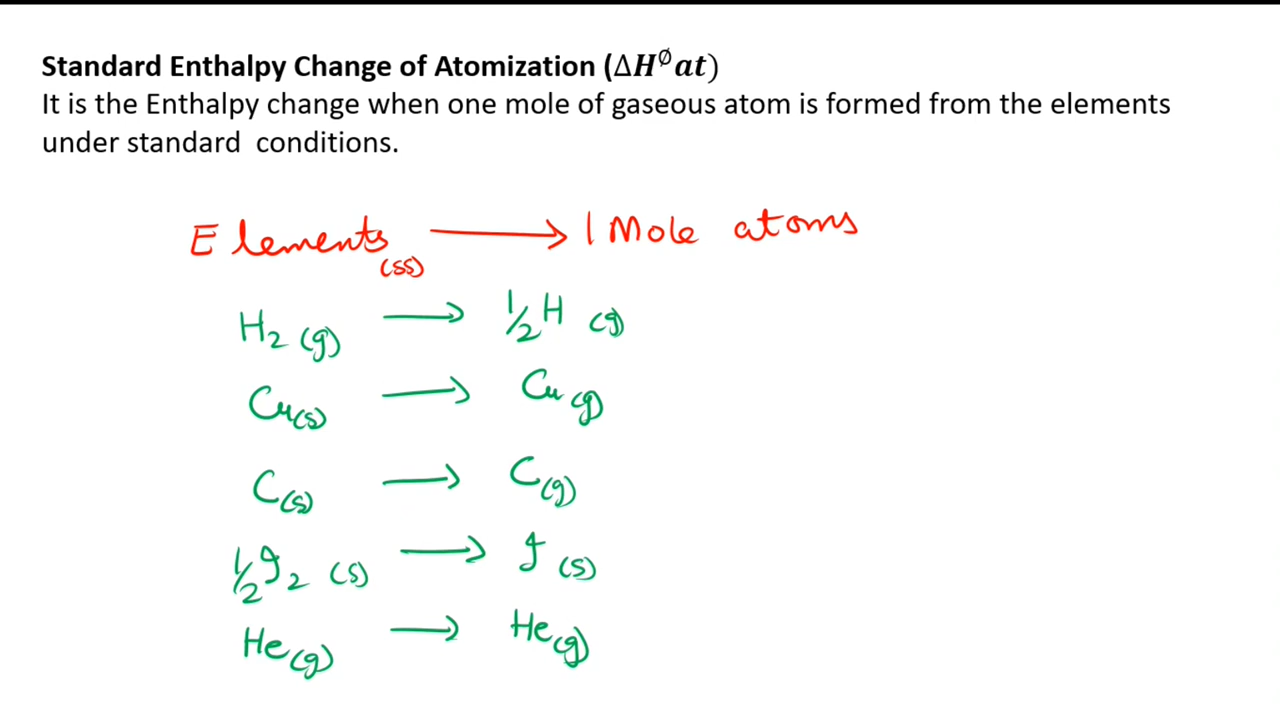 Standard Enthalpy Change of Atomization (ΔH⁰at)
It is the Enthalpy change when one mole of gaseous atom is formed from the elements
under standard conditions.
Elements (ss) ⟶ 1 Mole atoms
H₂ (g) ⟶ ½H (g)
Cu(s) ⟶ Cu (g)
C(s) ⟶ C(g)
½I₂ (s) ⟶ I (s)
He(g) ⟶ He(g)